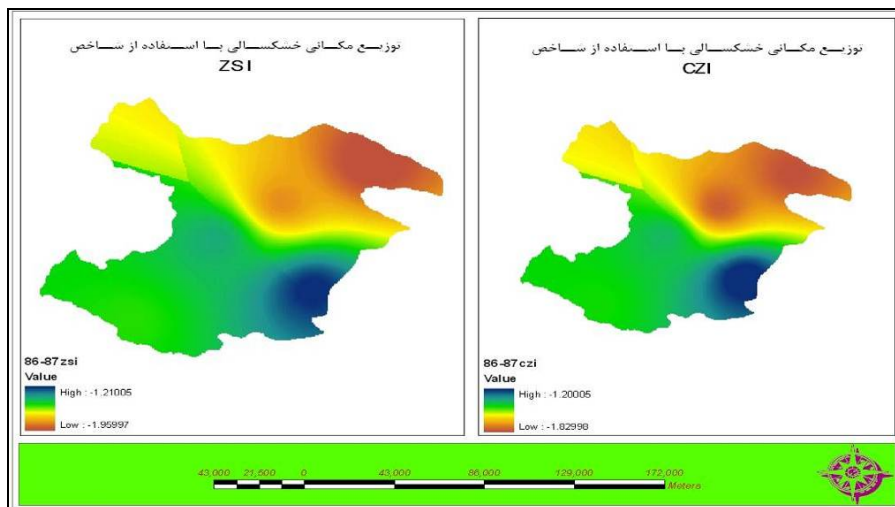 توزیع مکانی خشکسالی با استفاده از شاخص
ZSI
86-87zsi
Value
High : -1.21005
Low : -1.95997
توزیع مکانی خشکسالی با استفاده از شاخص
CZI
86-87czi
Value
High : -1.20005
Low : -1.82998
43,000 21,500 0 43,000 86,000 129,000 172,000
Meters